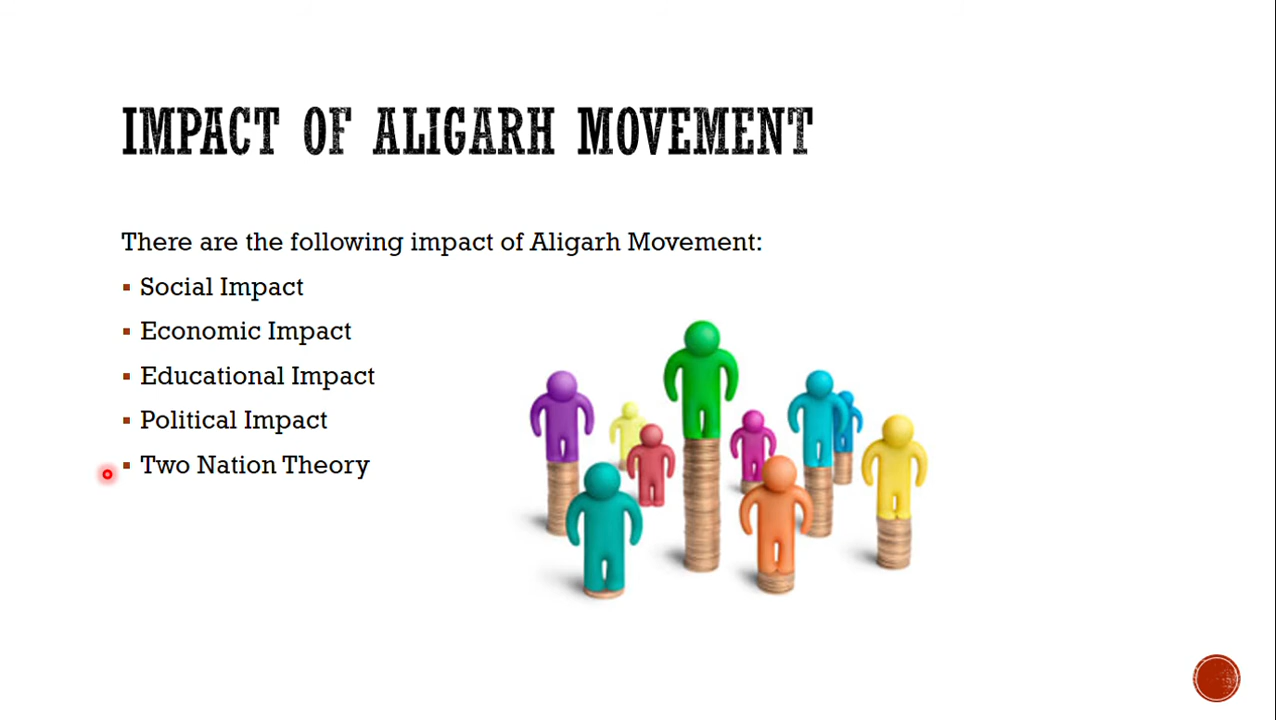 IMPACT OF ALIGARH MOVEMENT
There are the following impact of Aligarh Movement:
▪ Social Impact
▪ Economic Impact
▪ Educational Impact
▪ Political Impact
▪ Two Nation Theory